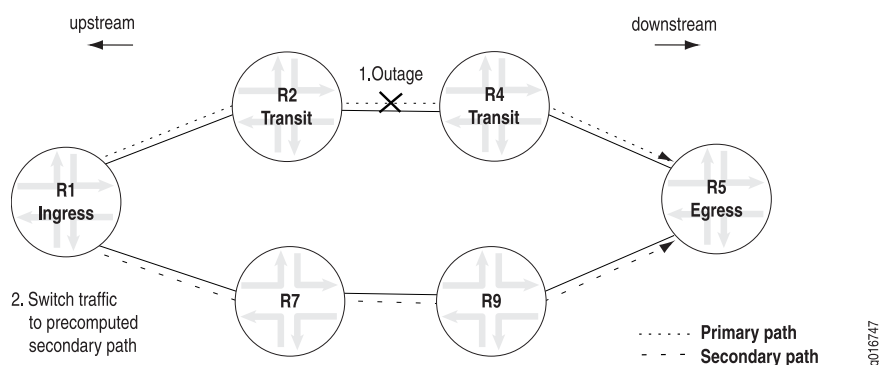 upstream
downstream
1.Outage
R2
Transit
R4
Transit
R1
Ingress
R5
Egress
2. Switch traffic
to precomputed
secondary path
R7
R9
Primary path
Secondary path
g016747